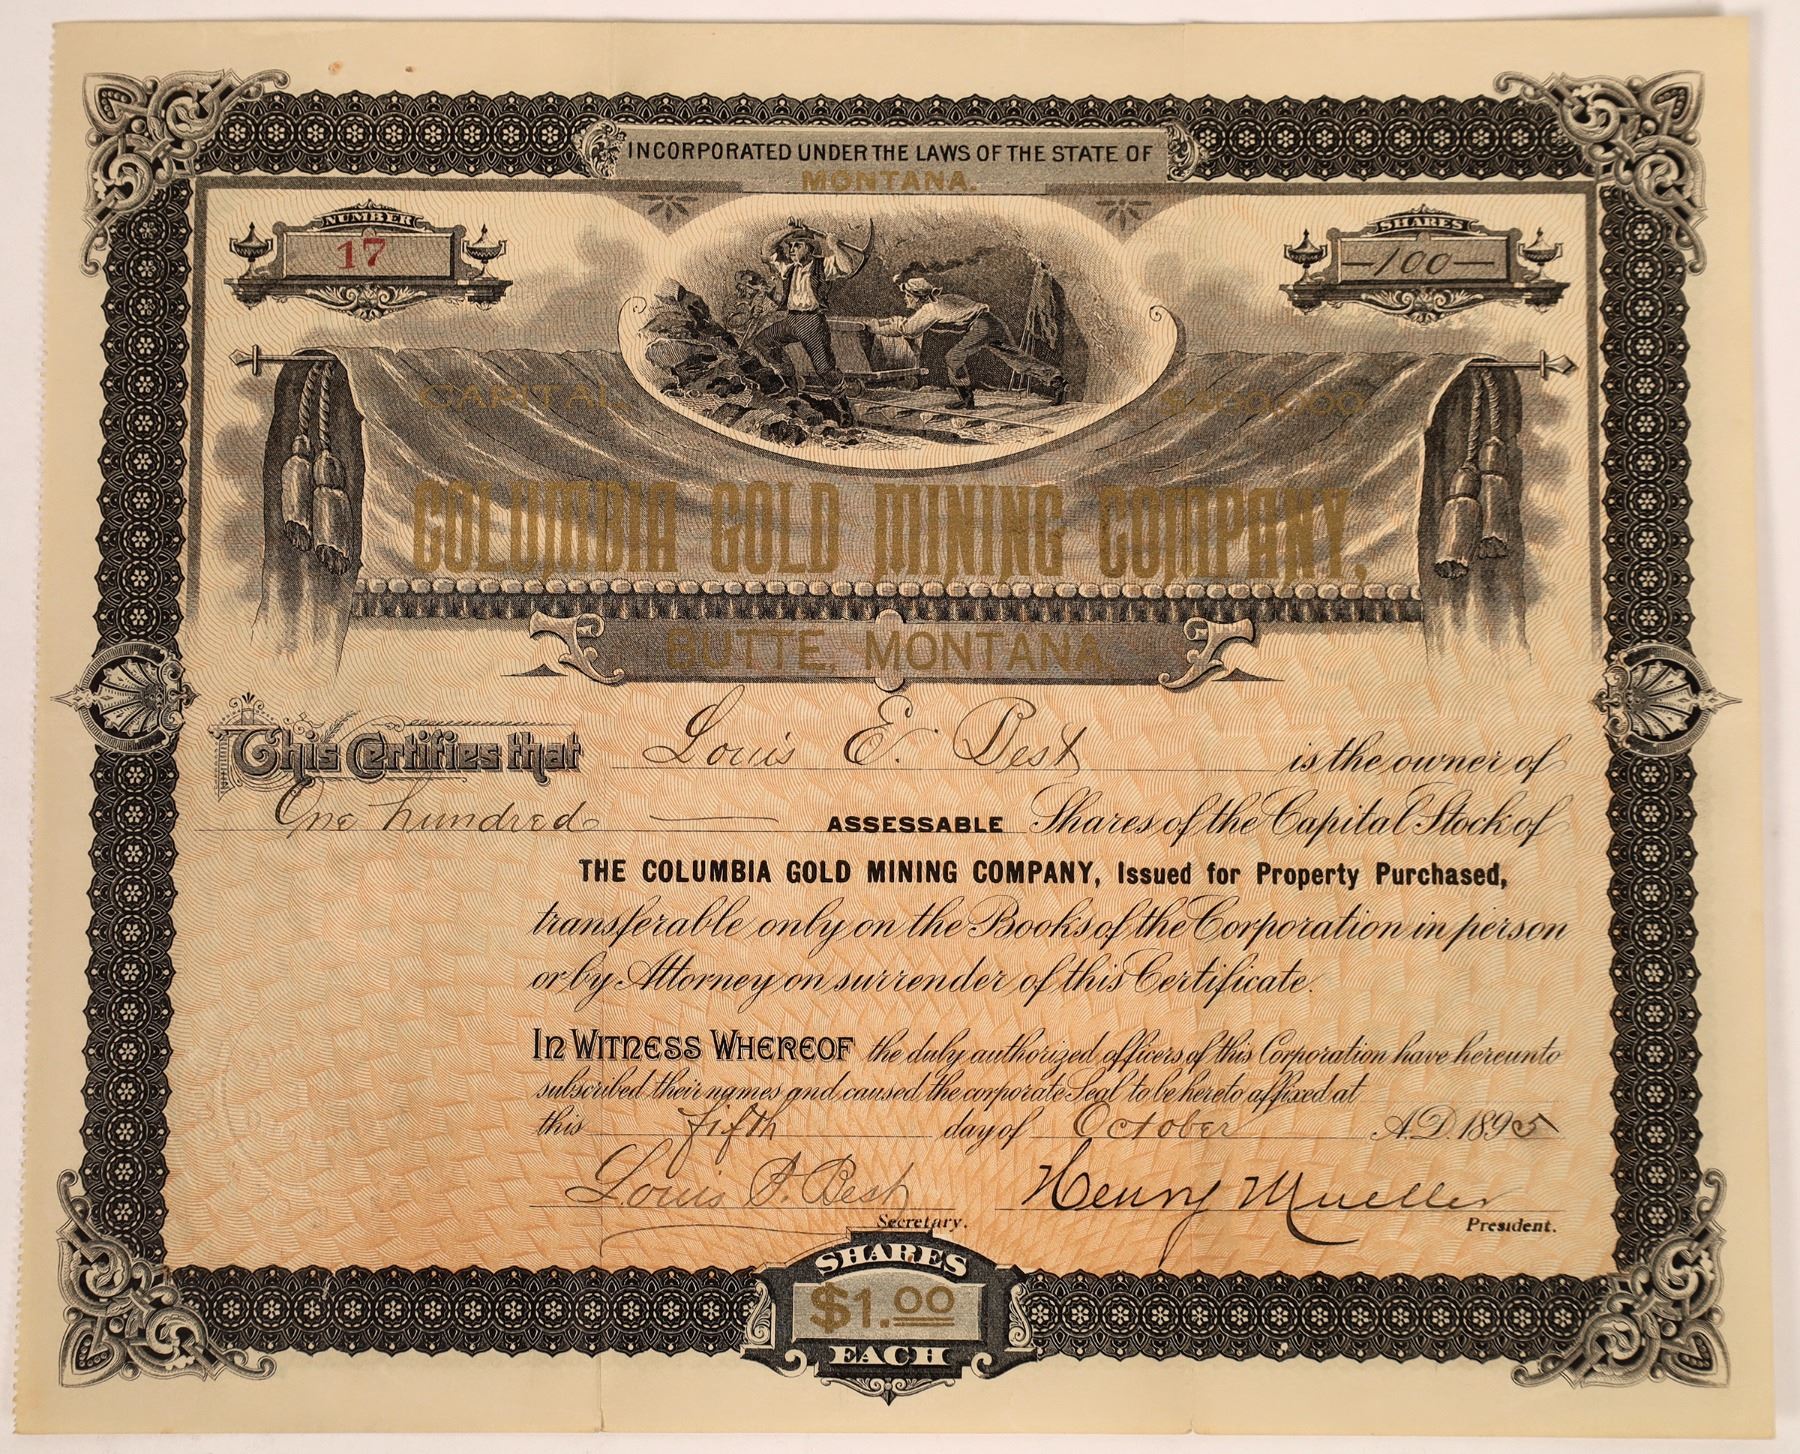 INCORPORATED UNDER THE LAWS OF THE STATE OF
MONTANA.
NUMBER
17
SHARES
—100—
CAPITAL, $400,000
COLUMBIA GOLD MINING COMPANY,
BUTTE, MONTANA.
This Certifies that Louis E. Best is the owner of
One hundred — ASSESSABLE Shares of the Capital Stock of
THE COLUMBIA GOLD MINING COMPANY, Issued for Property Purchased,
transferable only on the Books of the Corporation in person
or by Attorney on surrender of this Certificate.
In Witness Whereof the duly authorized officers of this Corporation have hereunto
subscribed their names and caused the corporate Seal to be hereto affixed at
this fifth day of October A.D. 1895
Louis P. Best Henry Mueller
Secretary. President.
SHARES
$1.00
EACH